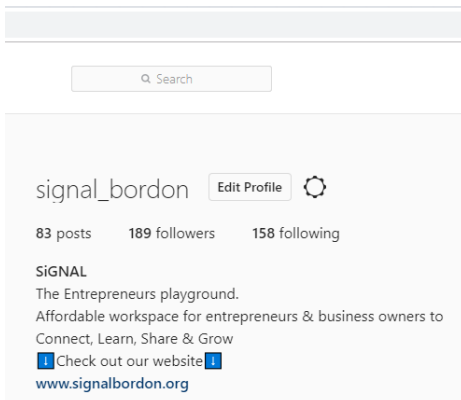 Search
signal_bordon Edit Profile
83 posts 189 followers 158 following
SiGNAL
The Entrepreneurs playground.
Affordable workspace for entrepreneurs & business owners to
Connect, Learn, Share & Grow
⬇️Check out our website⬇️
www.signalbordon.org